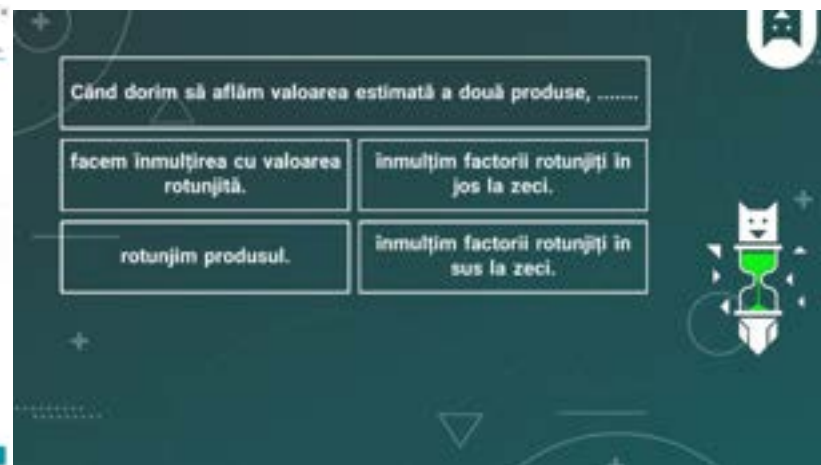 Când dorim să aflăm valoarea estimată a două produse, ........
facem înmulțirea cu valoarea
rotunjită.
înmulțim factorii rotunjiți în
jos la zeci.
rotunjim produsul.
înmulțim factorii rotunjiți în
sus la zeci.